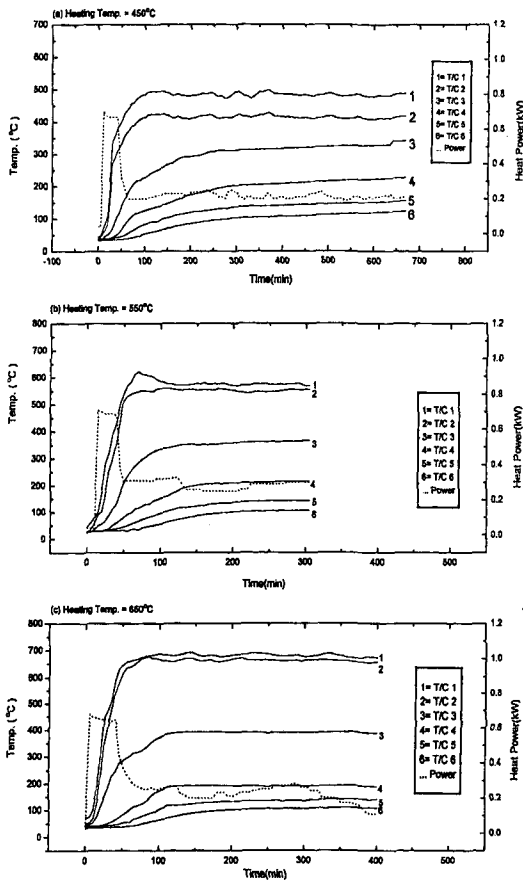 (a) Heating Temp. = 450°C
700
600
500
400
300
200
100
0
Temp. (°C)
1.2
1.0
0.8
0.6
0.4
0.2
0.0
Heat Power(kW)
1= T/C 1
2= T/C 2
3= T/C 3
4= T/C 4
5= T/C 5
6= T/C 6
... Power
1
2
3
4
5
6
-100 0 100 200 300 400 500 600 700 800
Time(min)
(b) Heating Temp. = 550°C
800
700
600
500
400
300
200
100
0
Temp. (°C)
1.2
1.0
0.8
0.6
0.4
0.2
0.0
Heat Power(kW)
1= T/C 1
2= T/C 2
3= T/C 3
4= T/C 4
5= T/C 5
6= T/C 6
... Power
1
2
3
4
5
6
0 100 200 300 400 500
Time(min)
(c) Heating Temp. = 650°C
800
700
600
500
400
300
200
100
0
Temp. (°C)
1.2
1.0
0.8
0.6
0.4
0.2
0.0
Heat Power(kW)
1= T/C 1
2= T/C 2
3= T/C 3
4= T/C 4
5= T/C 5
6= T/C 6
... Power
1
2
3
4
5
6
0 100 200 300 400 500
Time(min)